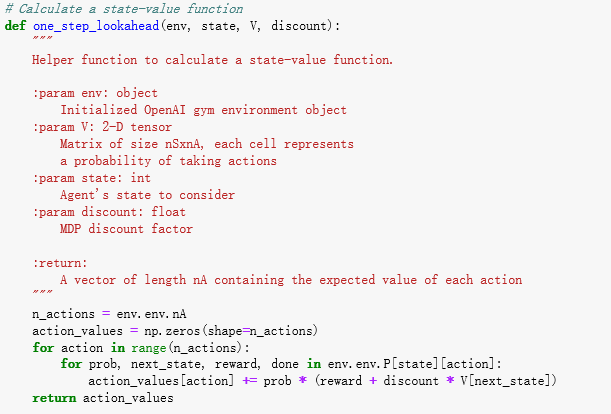 # Calculate a state-value function
def one_step_lookahead(env, state, V, discount):
    """
    Helper function to calculate a state-value function.

    :param env: object
        Initialized OpenAI gym environment object
    :param V: 2-D tensor
        Matrix of size nSxnA, each cell represents
        a probability of taking actions
    :param state: int
        Agent's state to consider
    :param discount: float
        MDP discount factor

    :return:
        A vector of length nA containing the expected value of each action
    """
    n_actions = env.env.nA
    action_values = np.zeros(shape=n_actions)
    for action in range(n_actions):
        for prob, next_state, reward, done in env.env.P[state][action]:
            action_values[action] += prob * (reward + discount * V[next_state])
    return action_values